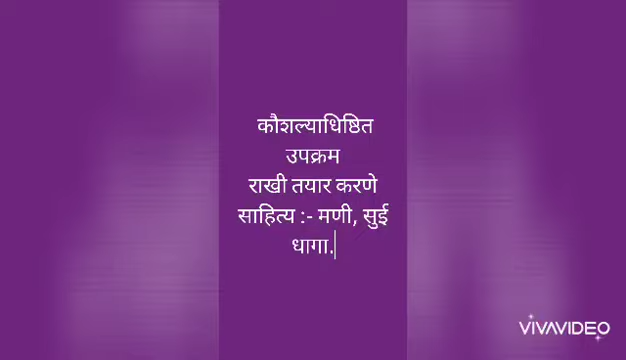 कौशल्याधिष्ठित
उपक्रम
राखी तयार करणे
साहित्य :- मणी, सुई
धागा.
VIVAVIDEO